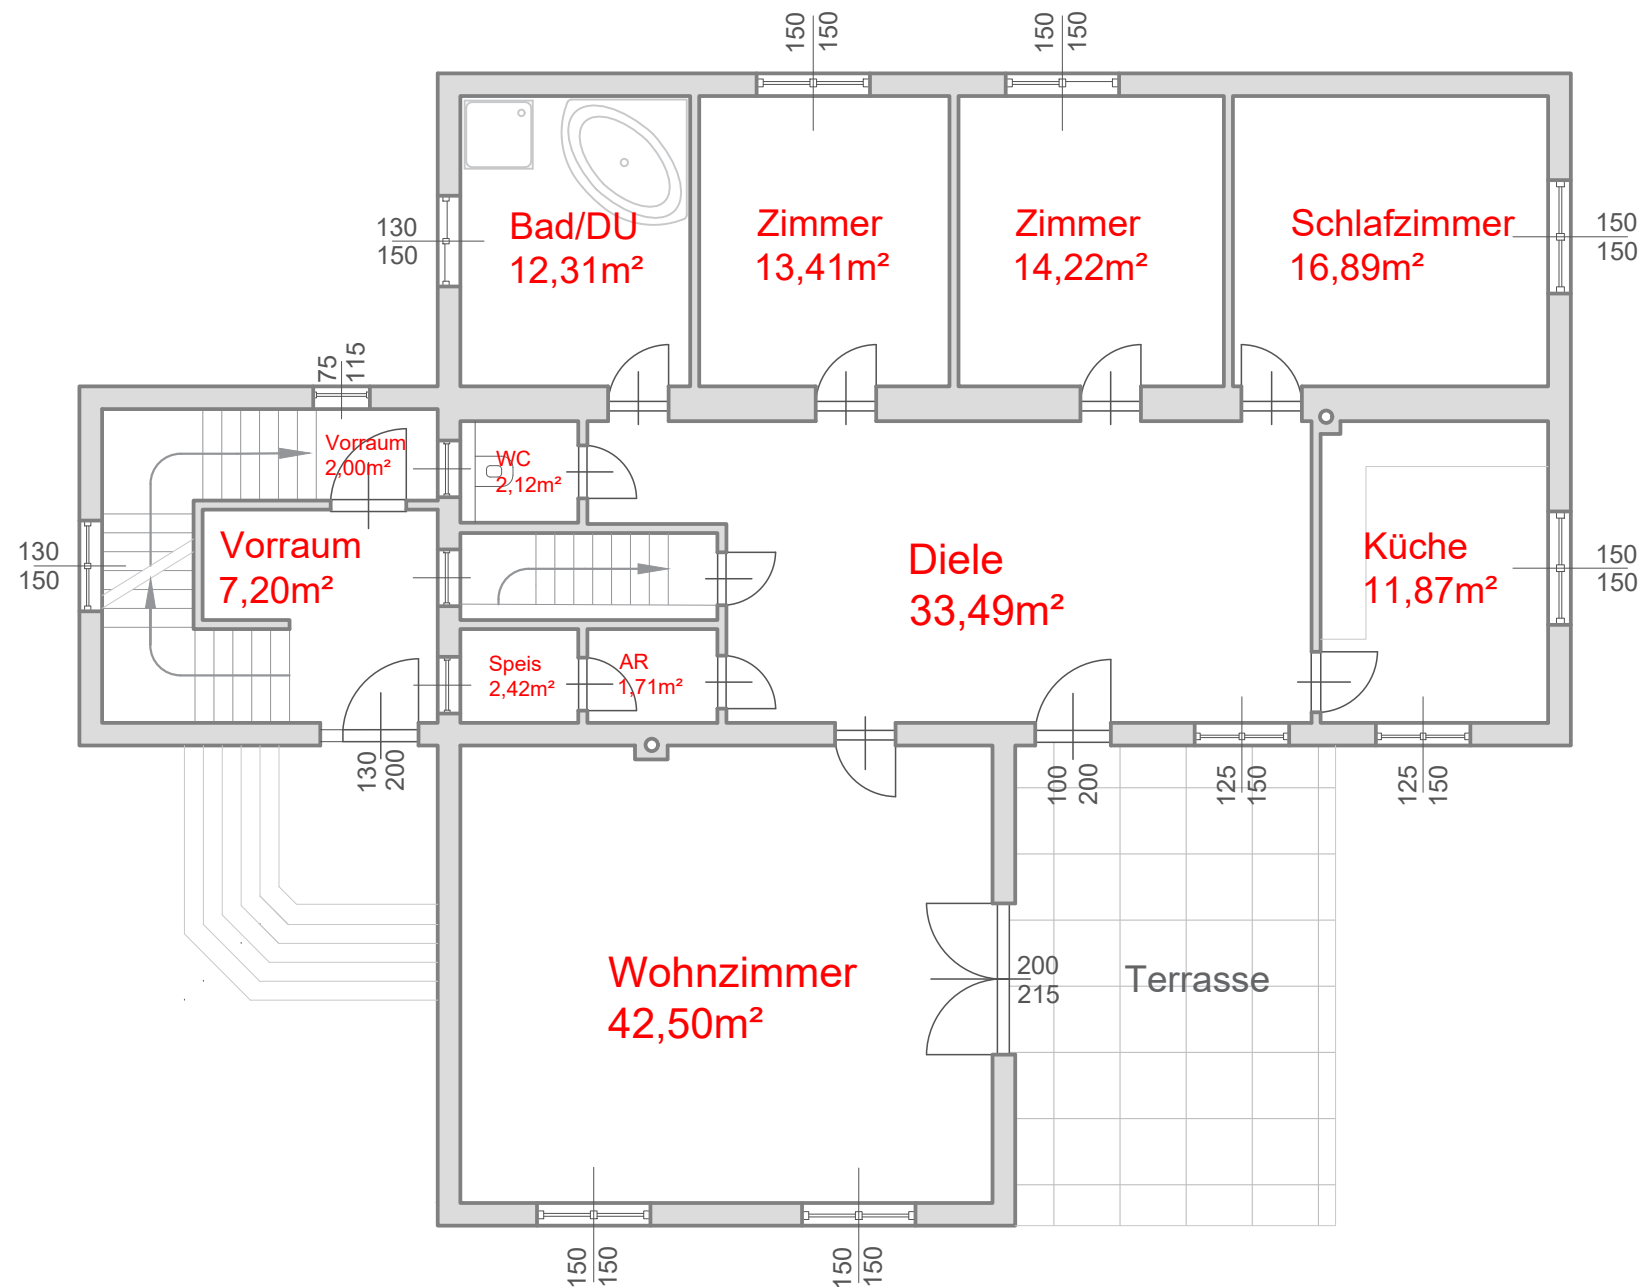 150
150
150
150
Bad/DU
12,31m²
Zimmer
13,41m²
Zimmer
14,22m²
Schlafzimmer
16,89m²
130
150
150
150
75
115
Vorraum
2,00m²
WC
2,12m²
130
150
Vorraum
7,20m²
Diele
33,49m²
Küche
11,87m²
150
150
Speis
2,42m²
AR
1,71m²
130
200
100
200
125
150
125
150
Wohnzimmer
42,50m²
200
215
Terrasse
150
150
150
150